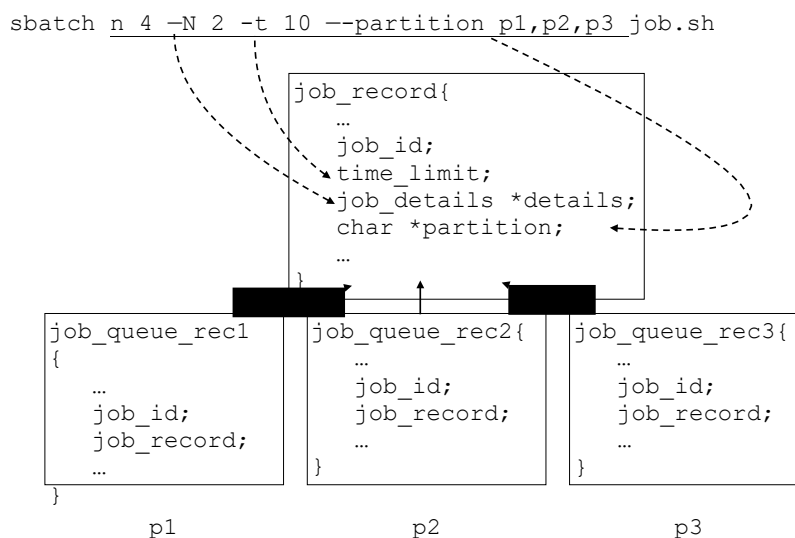 sbatch n 4 —N 2 -t 10 —-partition p1,p2,p3 job.sh
job_record{
…
job_id;
time_limit;
job_details *details;
char *partition;
…
}
job_queue_rec1
{
…
job_id;
job_record;
…
}
p1
job_queue_rec2{
…
job_id;
job_record;
…
}
p2
job_queue_rec3{
…
job_id;
job_record;
…
}
p3